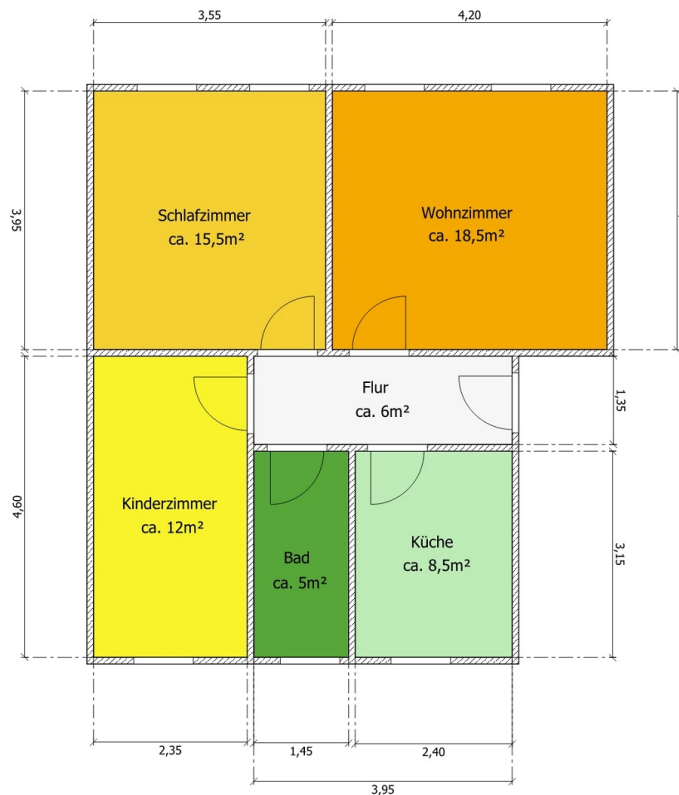 3,55
4,20
3,95
Schlafzimmer
ca. 15,5m²
Wohnzimmer
ca. 18,5m²
Flur
ca. 6m²
1,35
4,60
Kinderzimmer
ca. 12m²
Bad
ca. 5m²
Küche
ca. 8,5m²
3,15
2,35
1,45
2,40
3,95